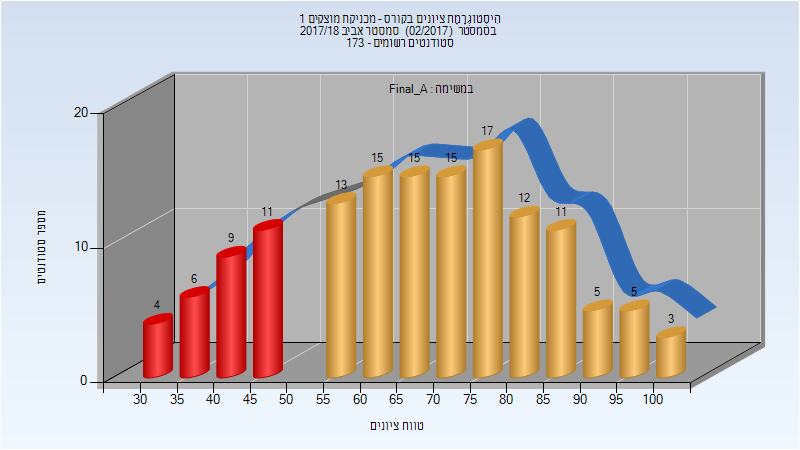 היסטוגרמת ציונים בקורס - מכניקת מוצקים 1
בסמסטר (02/2017) סמסטר אביב 2017/18
סטודנטים רשומים - 173
במשימה : Final_A
מספר סטודנטים
20
10
0
4
6
9
11
13
15
15
15
17
12
11
5
5
3
30 35 40 45 50 55 60 65 70 75 80 85 90 95 100
טווח ציונים